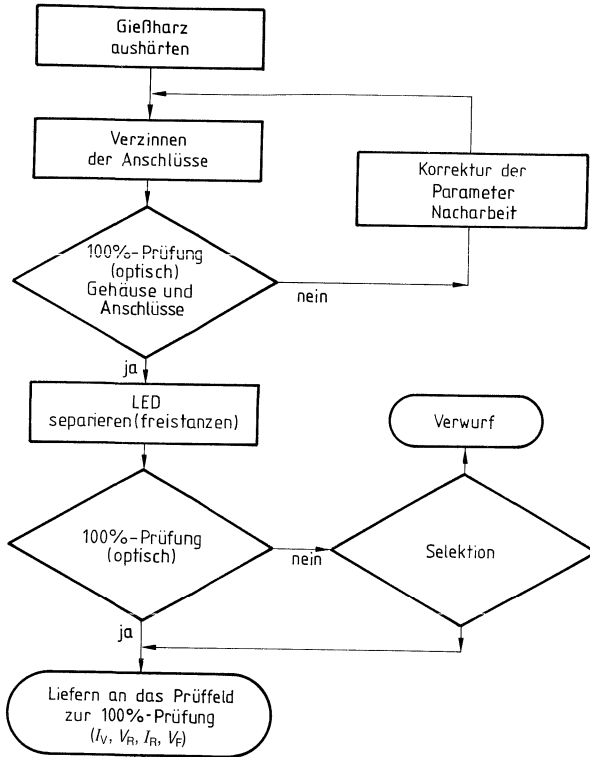 Gießharz
aushärten
Verzinnen
der Anschlüsse
Korrektur der
Parameter
Nacharbeit
100%-Prüfung
(optisch)
Gehäuse und
Anschlüsse
nein
ja
LED
separieren (freistanzen)
Verwurf
100%-Prüfung
(optisch)
nein
Selektion
ja
Liefern an das Prüffeld
zur 100%-Prüfung
(I_V, V_R, I_R, V_F)